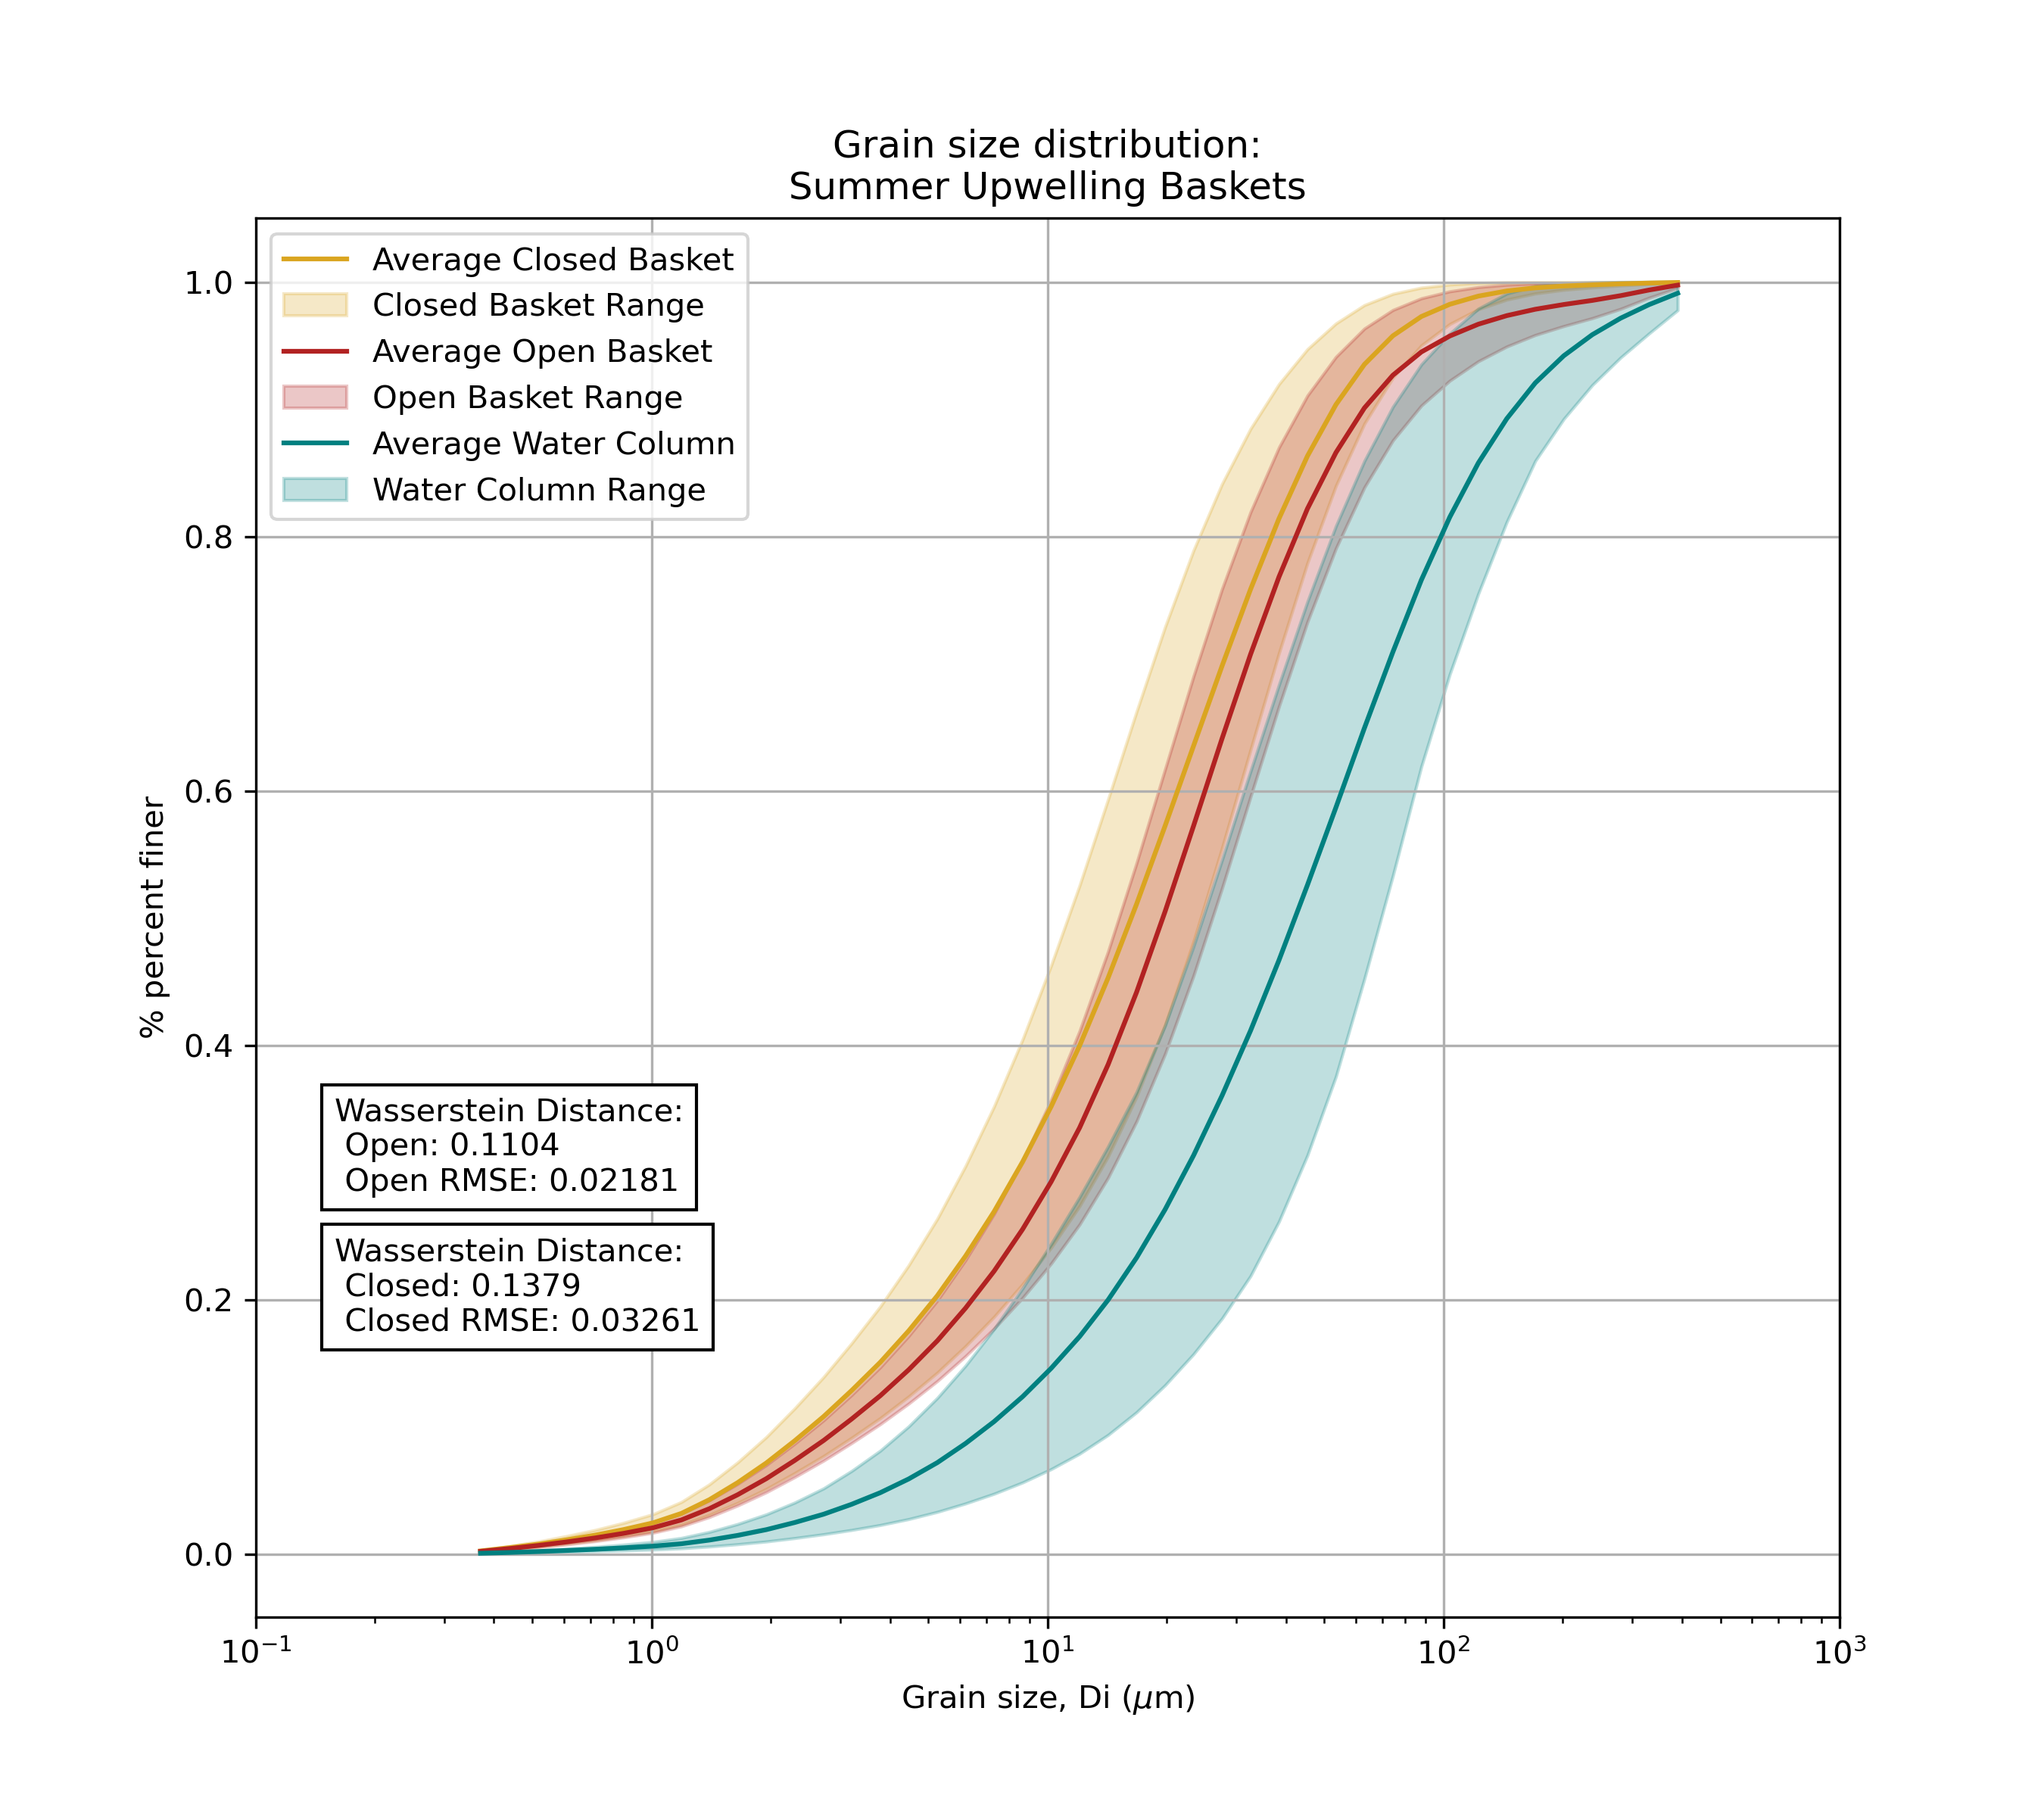 Grain size distribution:
Summer Upwelling Baskets
Average Closed Basket
Closed Basket Range
Average Open Basket
Open Basket Range
Average Water Column
Water Column Range
1.0
0.8
0.6
0.4
0.2
0.0
% percent finer
Wasserstein Distance:
Open: 0.1104
Open RMSE: 0.02181
Wasserstein Distance:
Closed: 0.1379
Closed RMSE: 0.03261
10⁻¹ 10⁰ 10¹ 10² 10³
Grain size, Di (μm)